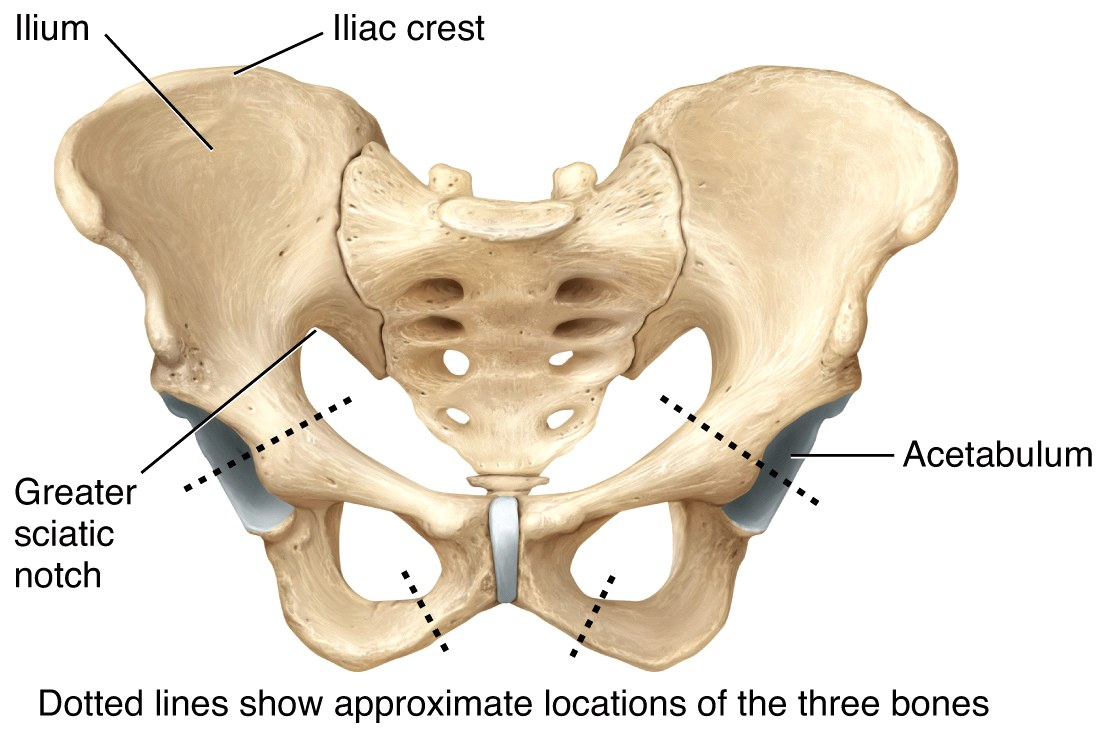 Ilium
Iliac crest
Acetabulum
Greater
sciatic
notch
Dotted lines show approximate locations of the three bones